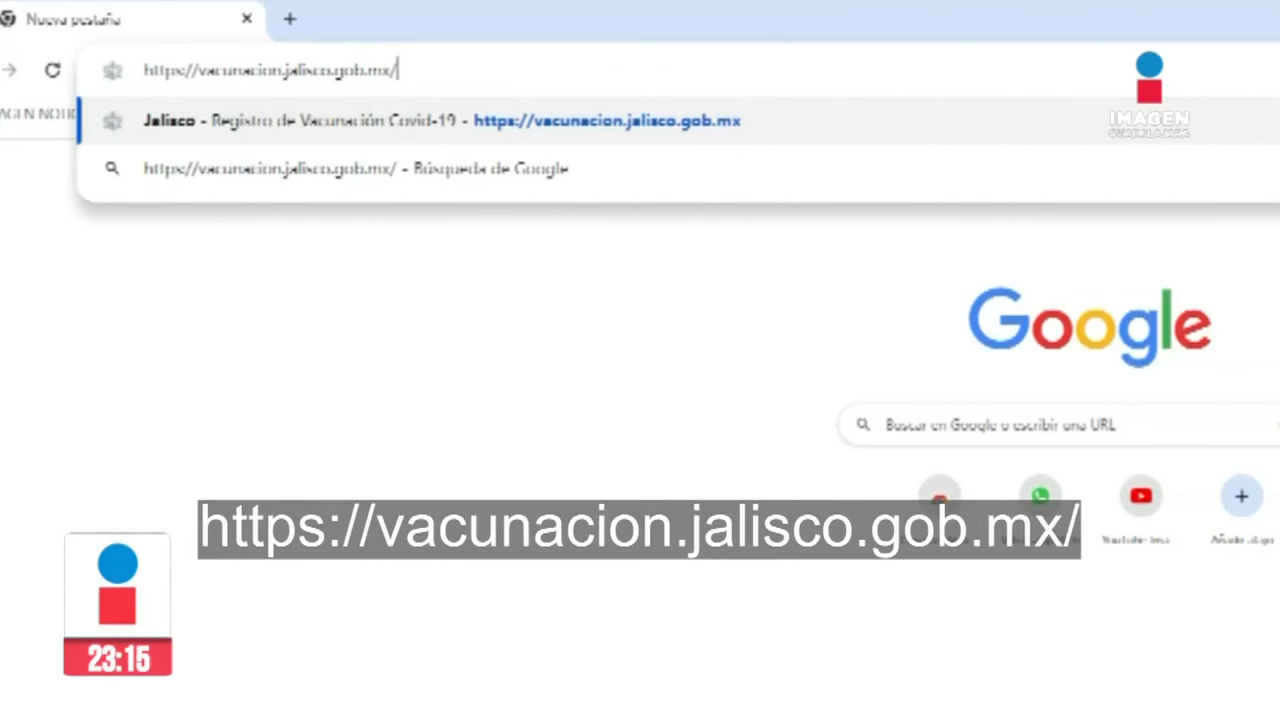 Nueva pestaña
https://vacunacion.jalisco.gob.mx/
Jalisco - Registro de Vacunación Covid-19 - https://vacunacion.jalisco.gob.mx
https://vacunacion.jalisco.gob.mx/ - Búsqueda de Google
IMAGEN
Google
Buscar en Google o escribir una URL
https://vacunacion.jalisco.gob.mx/
23:15